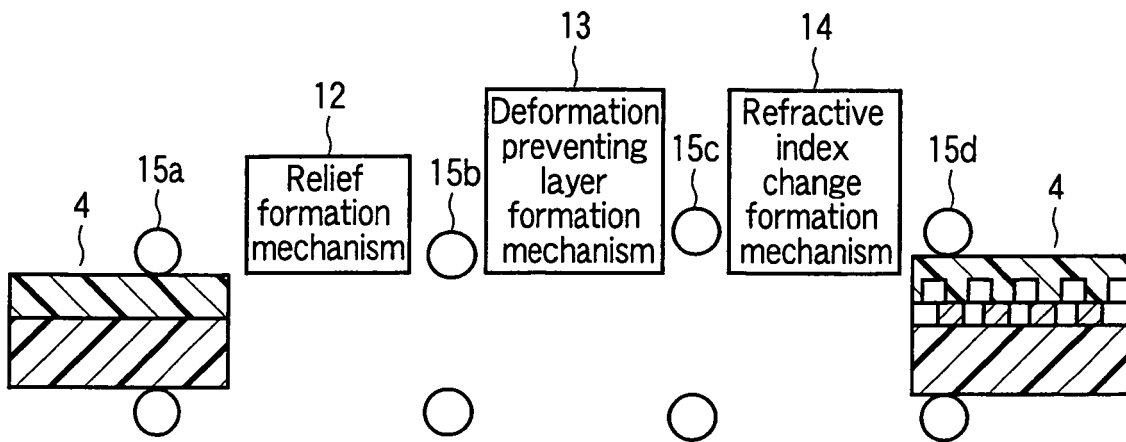 13
14
12
Deformation
preventing
layer
formation
mechanism
Refractive
index
change
formation
mechanism
15a
Relief
formation
mechanism
15b
15c
15d
4
4